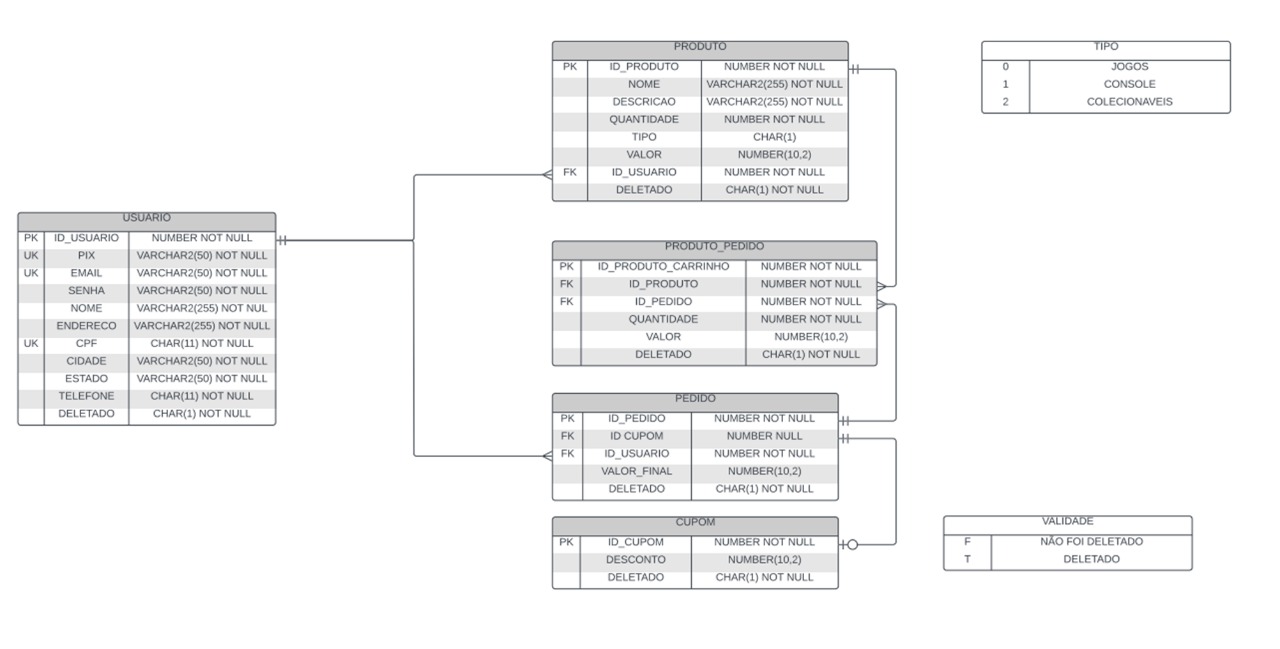 PRODUTO
PK ID_PRODUTO NUMBER NOT NULL
NOME VARCHAR2(255) NOT NULL
DESCRICAO VARCHAR2(255) NOT NULL
QUANTIDADE NUMBER NOT NULL
TIPO CHAR(1)
VALOR NUMBER(10,2)
FK ID_USUARIO NUMBER NOT NULL
DELETADO CHAR(1) NOT NULL
TIPO
0 JOGOS
1 CONSOLE
2 COLECIONAVEIS
USUARIO
PK ID_USUARIO NUMBER NOT NULL
UK PIX VARCHAR2(50) NOT NULL
UK EMAIL VARCHAR2(50) NOT NULL
SENHA VARCHAR2(50) NOT NULL
NOME VARCHAR2(255) NOT NUL
ENDERECO VARCHAR2(255) NOT NULL
UK CPF CHAR(11) NOT NULL
CIDADE VARCHAR2(50) NOT NULL
ESTADO VARCHAR2(50) NOT NULL
TELEFONE CHAR(11) NOT NULL
DELETADO CHAR(1) NOT NULL
PRODUTO_PEDIDO
PK ID_PRODUTO_CARRINHO NUMBER NOT NULL
FK ID_PRODUTO NUMBER NOT NULL
FK ID_PEDIDO NUMBER NOT NULL
QUANTIDADE NUMBER NOT NULL
VALOR NUMBER(10,2)
DELETADO CHAR(1) NOT NULL
PEDIDO
PK ID_PEDIDO NUMBER NOT NULL
FK ID CUPOM NUMBER NULL
FK ID_USUARIO NUMBER NOT NULL
VALOR_FINAL NUMBER(10,2)
DELETADO CHAR(1) NOT NULL
CUPOM
PK ID_CUPOM NUMBER NOT NULL
DESCONTO NUMBER(10,2)
DELETADO CHAR(1) NOT NULL
VALIDADE
F NÃO FOI DELETADO
T DELETADO